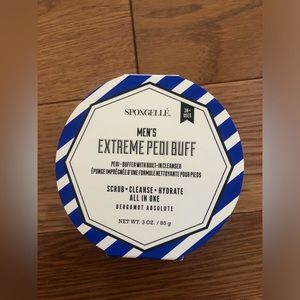 20+
USES
SPONGELLÉ.
MEN'S
EXTREME PEDI BUFF
PEDI-BUFFER WITH BUILT-IN CLEANSER
ÉPONGE IMPRÉGNÉE D'UNE FORMULE NETTOYANTE POUR PIEDS
SCRUB • CLEANSE • HYDRATE
ALL IN ONE
BERGAMOT ABSOLUTE
NET WT. 3 OZ. / 85 g